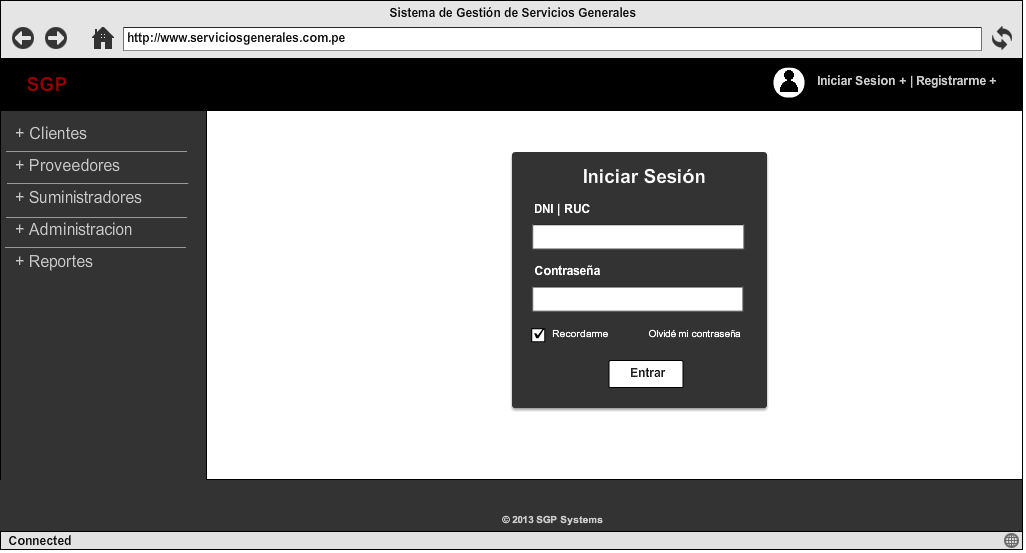 Sistema de Gestión de Servicios Generales
http://www.serviciosgenerales.com.pe
SGP
Iniciar Sesion + | Registrarme +
+ Clientes
+ Proveedores
+ Suministradores
+ Administracion
+ Reportes
Iniciar Sesión
DNI | RUC
Contraseña
Recordarme Olvidé mi contraseña
Entrar
© 2013 SGP Systems
Connected